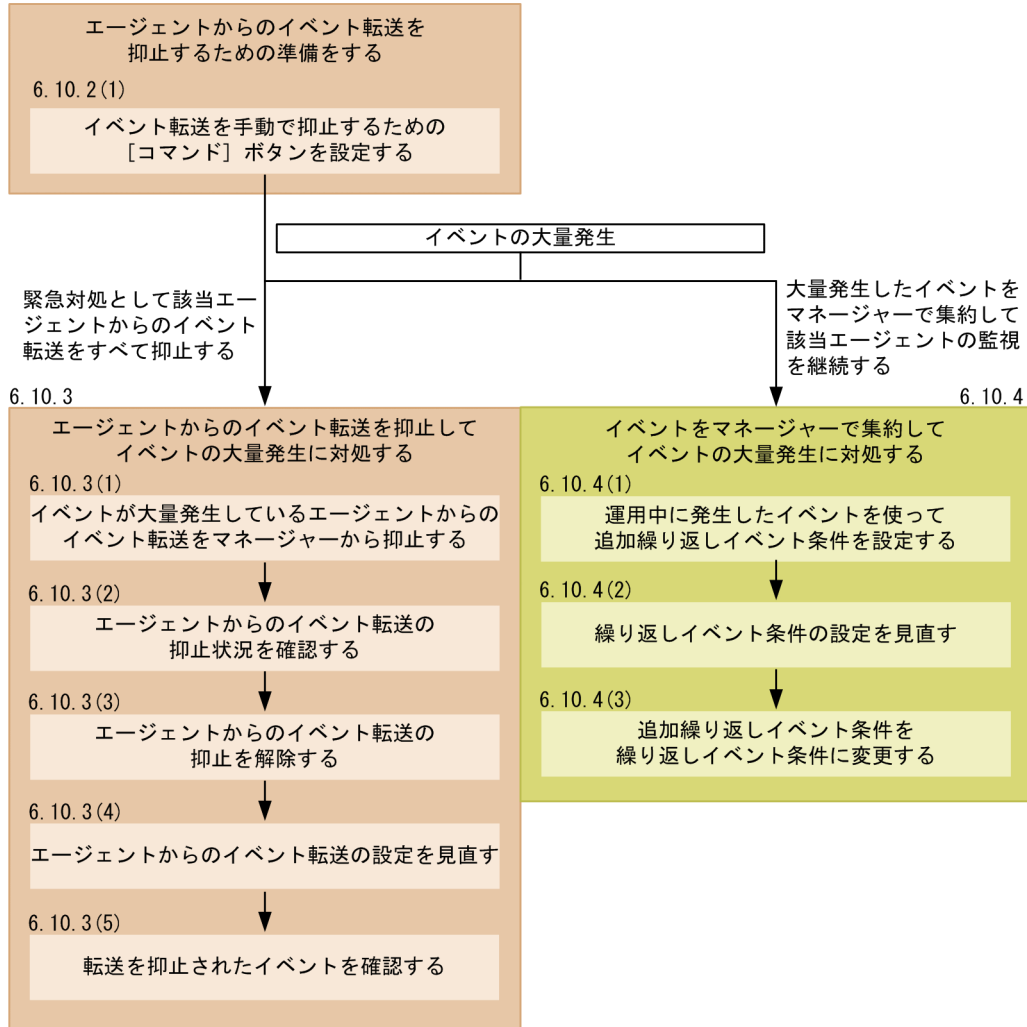 エージェントからのイベント転送を
抑止するための準備をする
6.10.2(1)
イベント転送を手動で抑止するための
［コマンド］ボタンを設定する
イベントの大量発生
緊急対処として該当エー
ジェントからのイベント
転送をすべて抑止する
大量発生したイベントを
マネージャーで集約して
該当エージェントの監視
を継続する
6.10.3
エージェントからのイベント転送を抑止して
イベントの大量発生に対処する
6.10.3(1)
イベントが大量発生しているエージェントからの
イベント転送をマネージャーから抑止する
6.10.3(2)
エージェントからのイベント転送の
抑止状況を確認する
6.10.3(3)
エージェントからのイベント転送の
抑止を解除する
6.10.3(4)
エージェントからのイベント転送の設定を見直す
6.10.3(5)
転送を抑止されたイベントを確認する
6.10.4
イベントをマネージャーで集約して
イベントの大量発生に対処する
6.10.4(1)
運用中に発生したイベントを使って
追加繰り返しイベント条件を設定する
6.10.4(2)
繰り返しイベント条件の設定を見直す
6.10.4(3)
追加繰り返しイベント条件を
繰り返しイベント条件に変更する